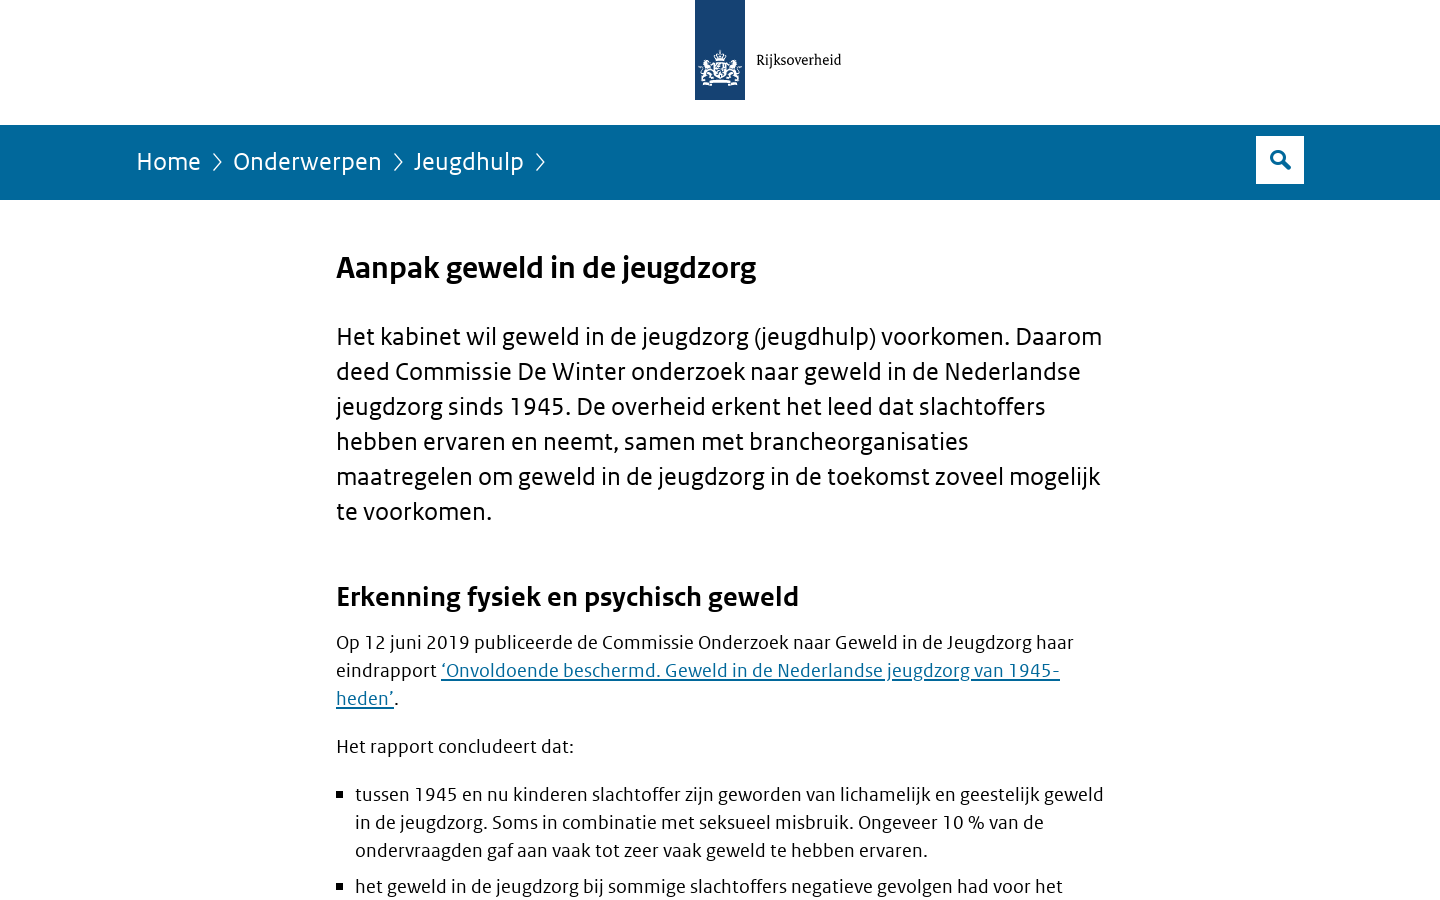 Rijksoverheid
Home
Onderwerpen
Jeugdhulp
Aanpak geweld in de jeugdzorg
Het kabinet wil geweld in de jeugdzorg (jeugdhulp) voorkomen. Daarom
deed Commissie De Winter onderzoek naar geweld in de Nederlandse
jeugdzorg sinds 1945. De overheid erkent het leed dat slachtoffers
hebben ervaren en neemt, samen met brancheorganisaties
maatregelen om geweld in de jeugdzorg in de toekomst zoveel mogelijk
te voorkomen.
Erkenning fysiek en psychisch geweld
Op 12 juni 2019 publiceerde de Commissie Onderzoek naar Geweld in de Jeugdzorg haar
eindrapport ‘Onvoldoende beschermd. Geweld in de Nederlandse jeugdzorg van 1945-
heden’.
Het rapport concludeert dat:
tussen 1945 en nu kinderen slachtoffer zijn geworden van lichamelijk en geestelijk geweld
in de jeugdzorg. Soms in combinatie met seksueel misbruik. Ongeveer 10 % van de
ondervraagden gaf aan vaak tot zeer vaak geweld te hebben ervaren.
het geweld in de jeugdzorg bij sommige slachtoffers negatieve gevolgen had voor het